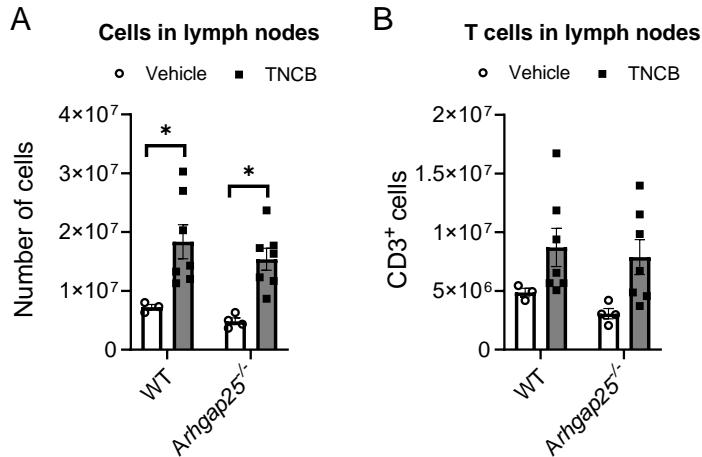 A
Cells in lymph nodes
Vehicle TNCB
4×10⁷
3×10⁷
2×10⁷
1×10⁷
0
Number of cells
* *
WT
Arhgap25⁻/⁻
B
T cells in lymph nodes
Vehicle TNCB
2×10⁷
1.5×10⁷
1×10⁷
5×10⁶
0
CD3⁺ cells
WT
Arhgap25⁻/⁻